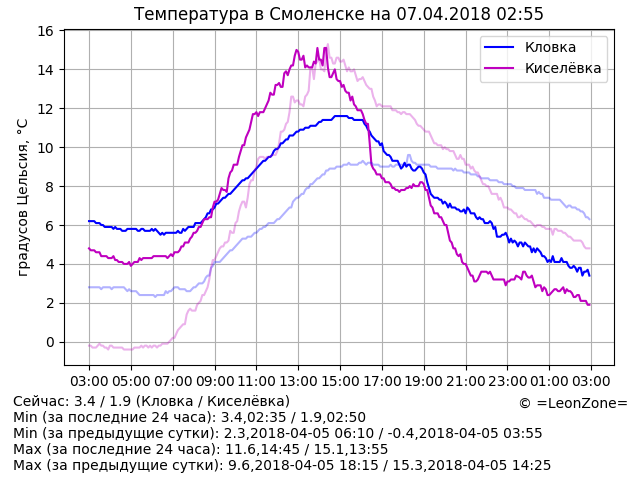 Температура в Смоленске на 07.04.2018 02:55
16
14
12
10
8
6
4
2
0
градусов Цельсия, °C
Кловка
Киселёвка
03:00 05:00 07:00 09:00 11:00 13:00 15:00 17:00 19:00 21:00 23:00 01:00 03:00
Сейчас: 3.4 / 1.9 (Кловка / Киселёвка)
© =LeonZone=
Min (за последние 24 часа): 3.4,02:35 / 1.9,02:50
Min (за предыдущие сутки): 2.3,2018-04-05 06:10 / -0.4,2018-04-05 03:55
Max (за последние 24 часа): 11.6,14:45 / 15.1,13:55
Max (за предыдущие сутки): 9.6,2018-04-05 18:15 / 15.3,2018-04-05 14:25